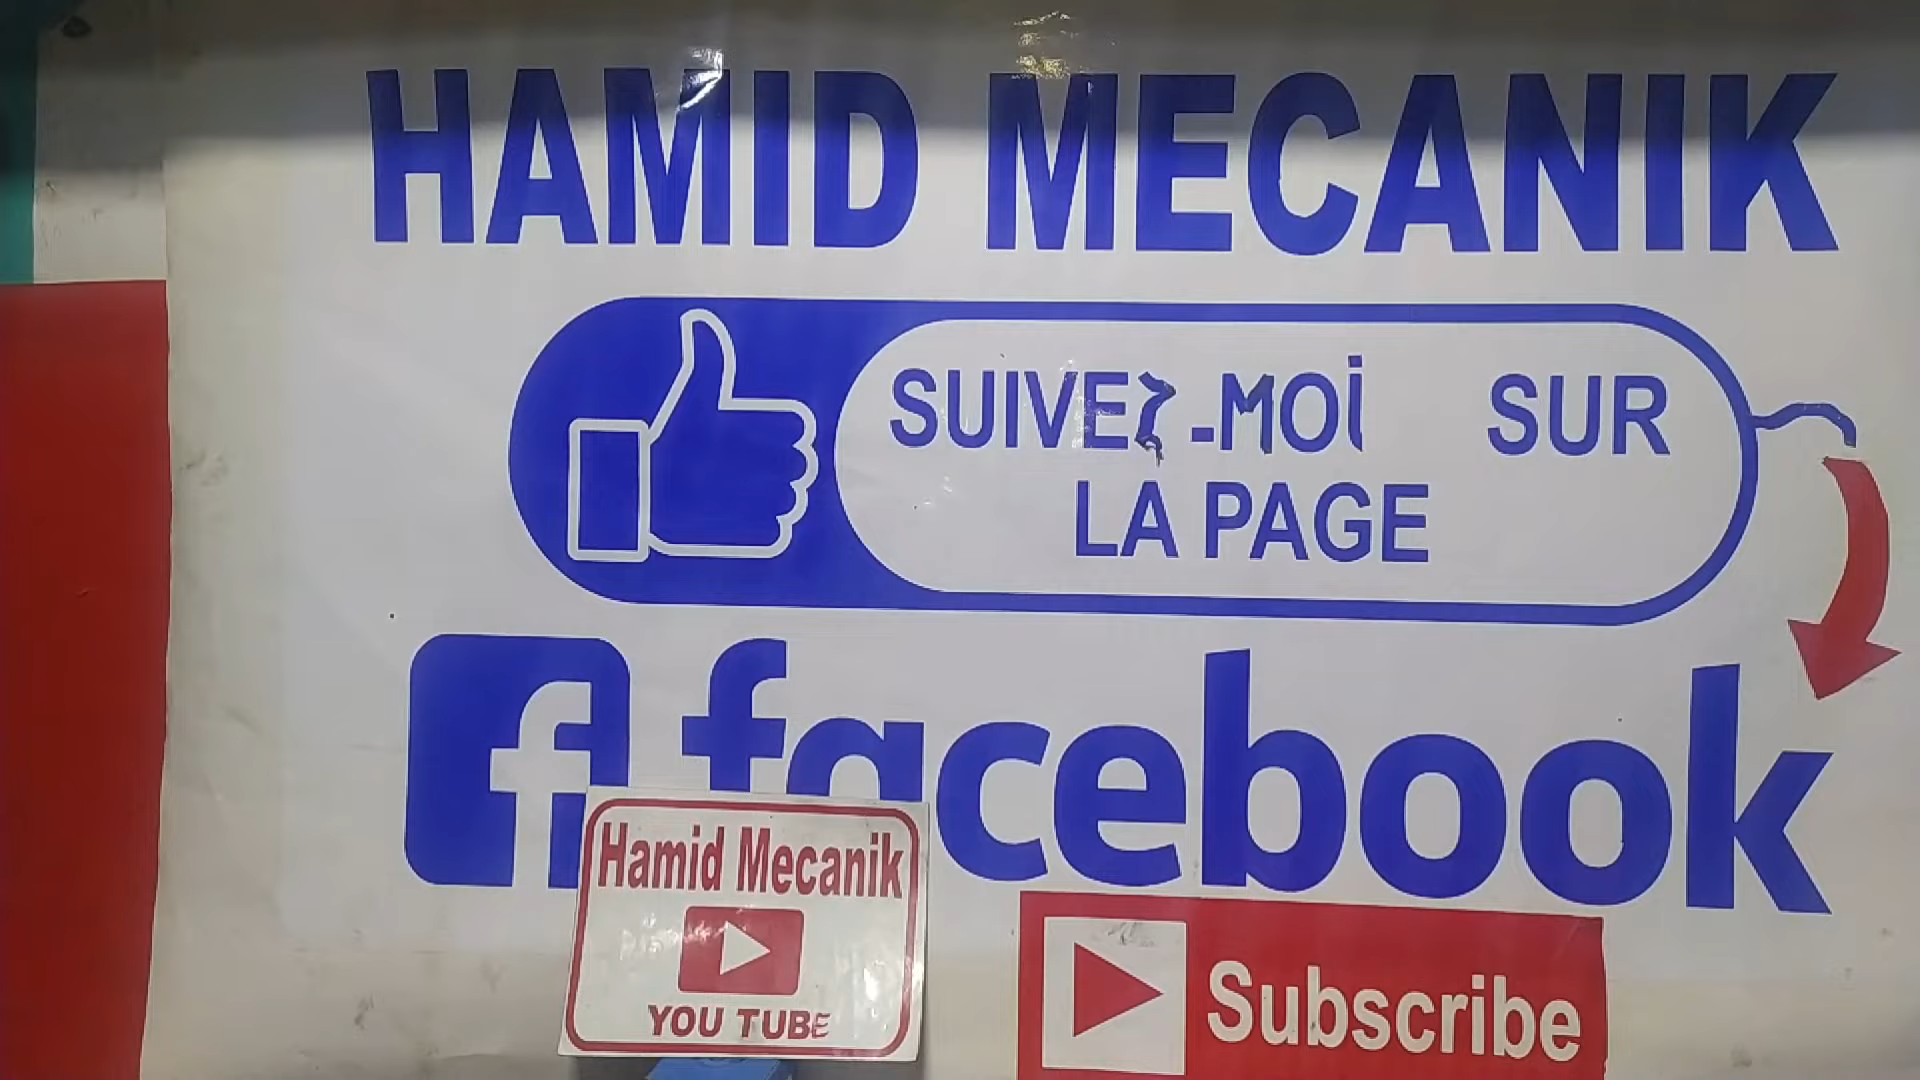 HAMID MECANIK
SUIVEZ-MOi SUR
LA PAGE
f facebook
Hamid Mecanik
YOU TUBE
Subscribe